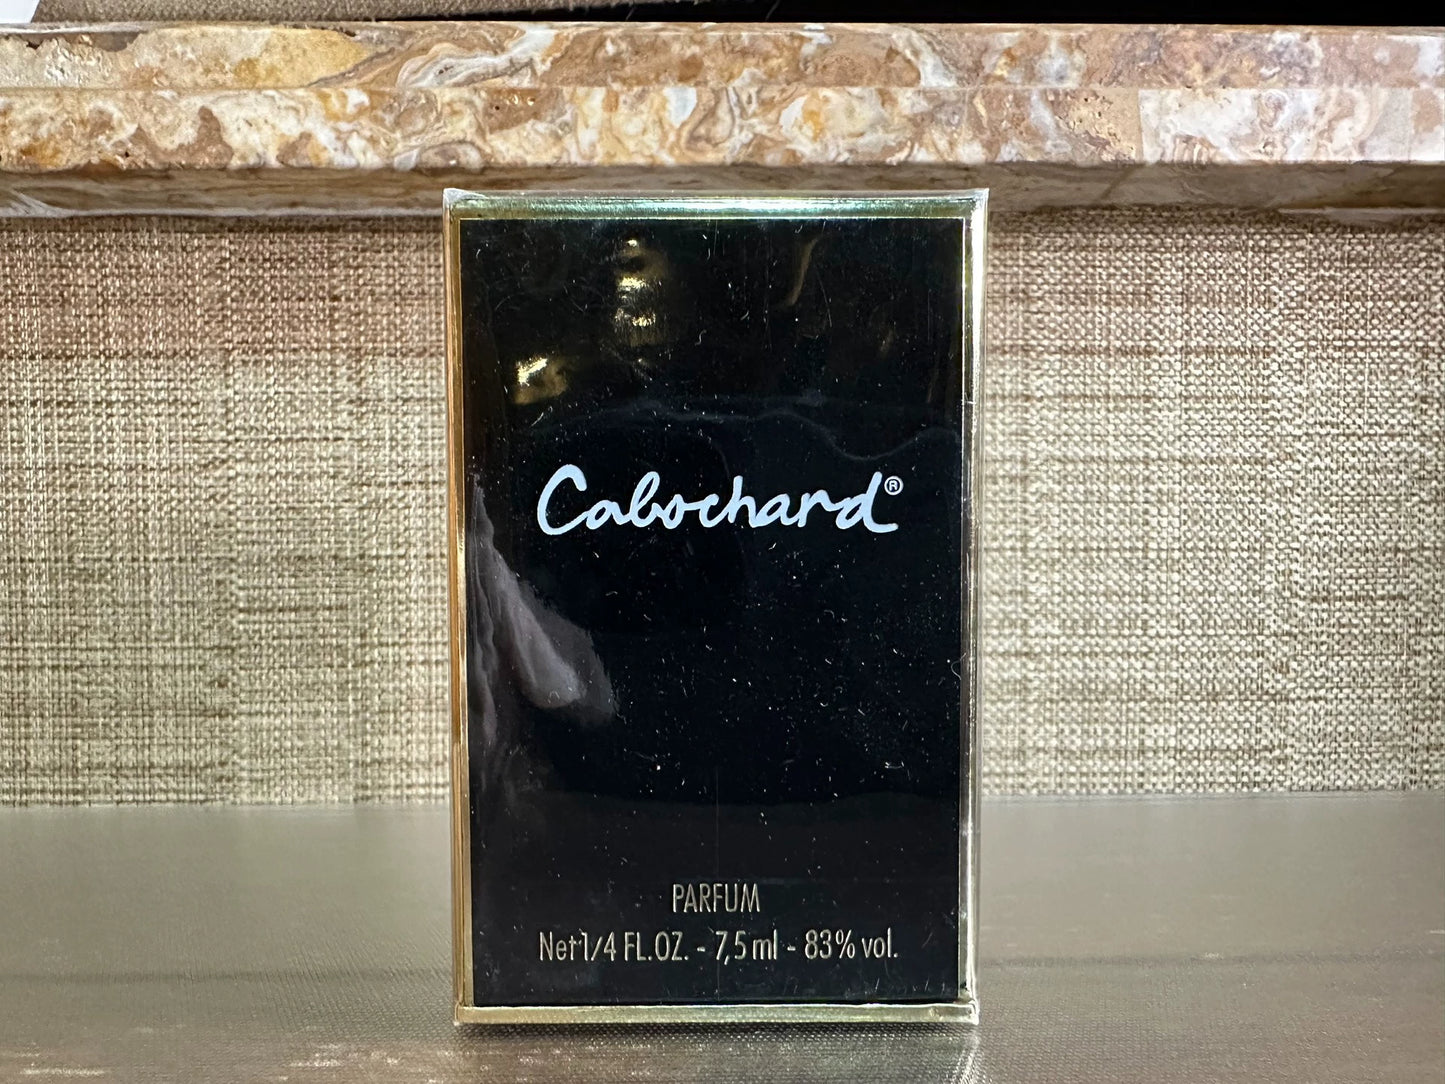 Cabochard®
PARFUM
Net 1/4 FL.OZ. - 7,5 ml - 83% vol.